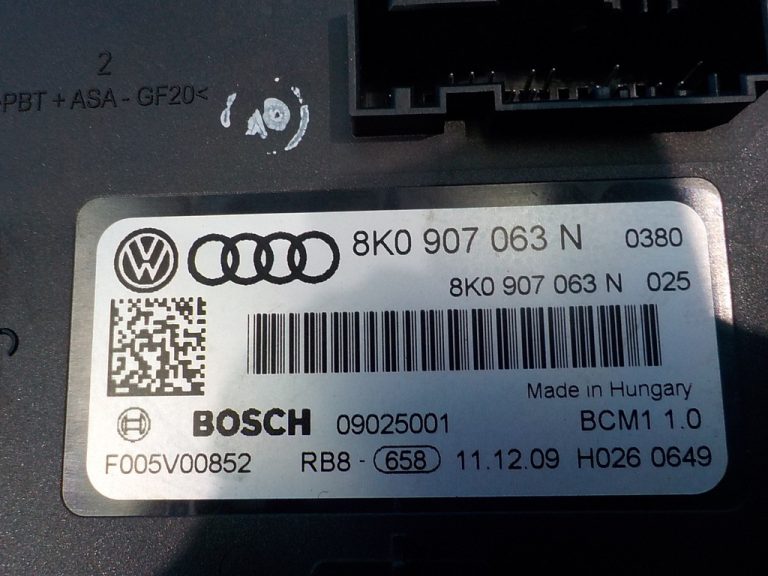 2
>PBT + ASA - GF20<
10
8K0 907 063 N 0380
8K0 907 063 N 025
Made in Hungary
BOSCH 09025001 BCM1 1.0
F005V00852 RB8 - 658 11.12.09 H026 0649